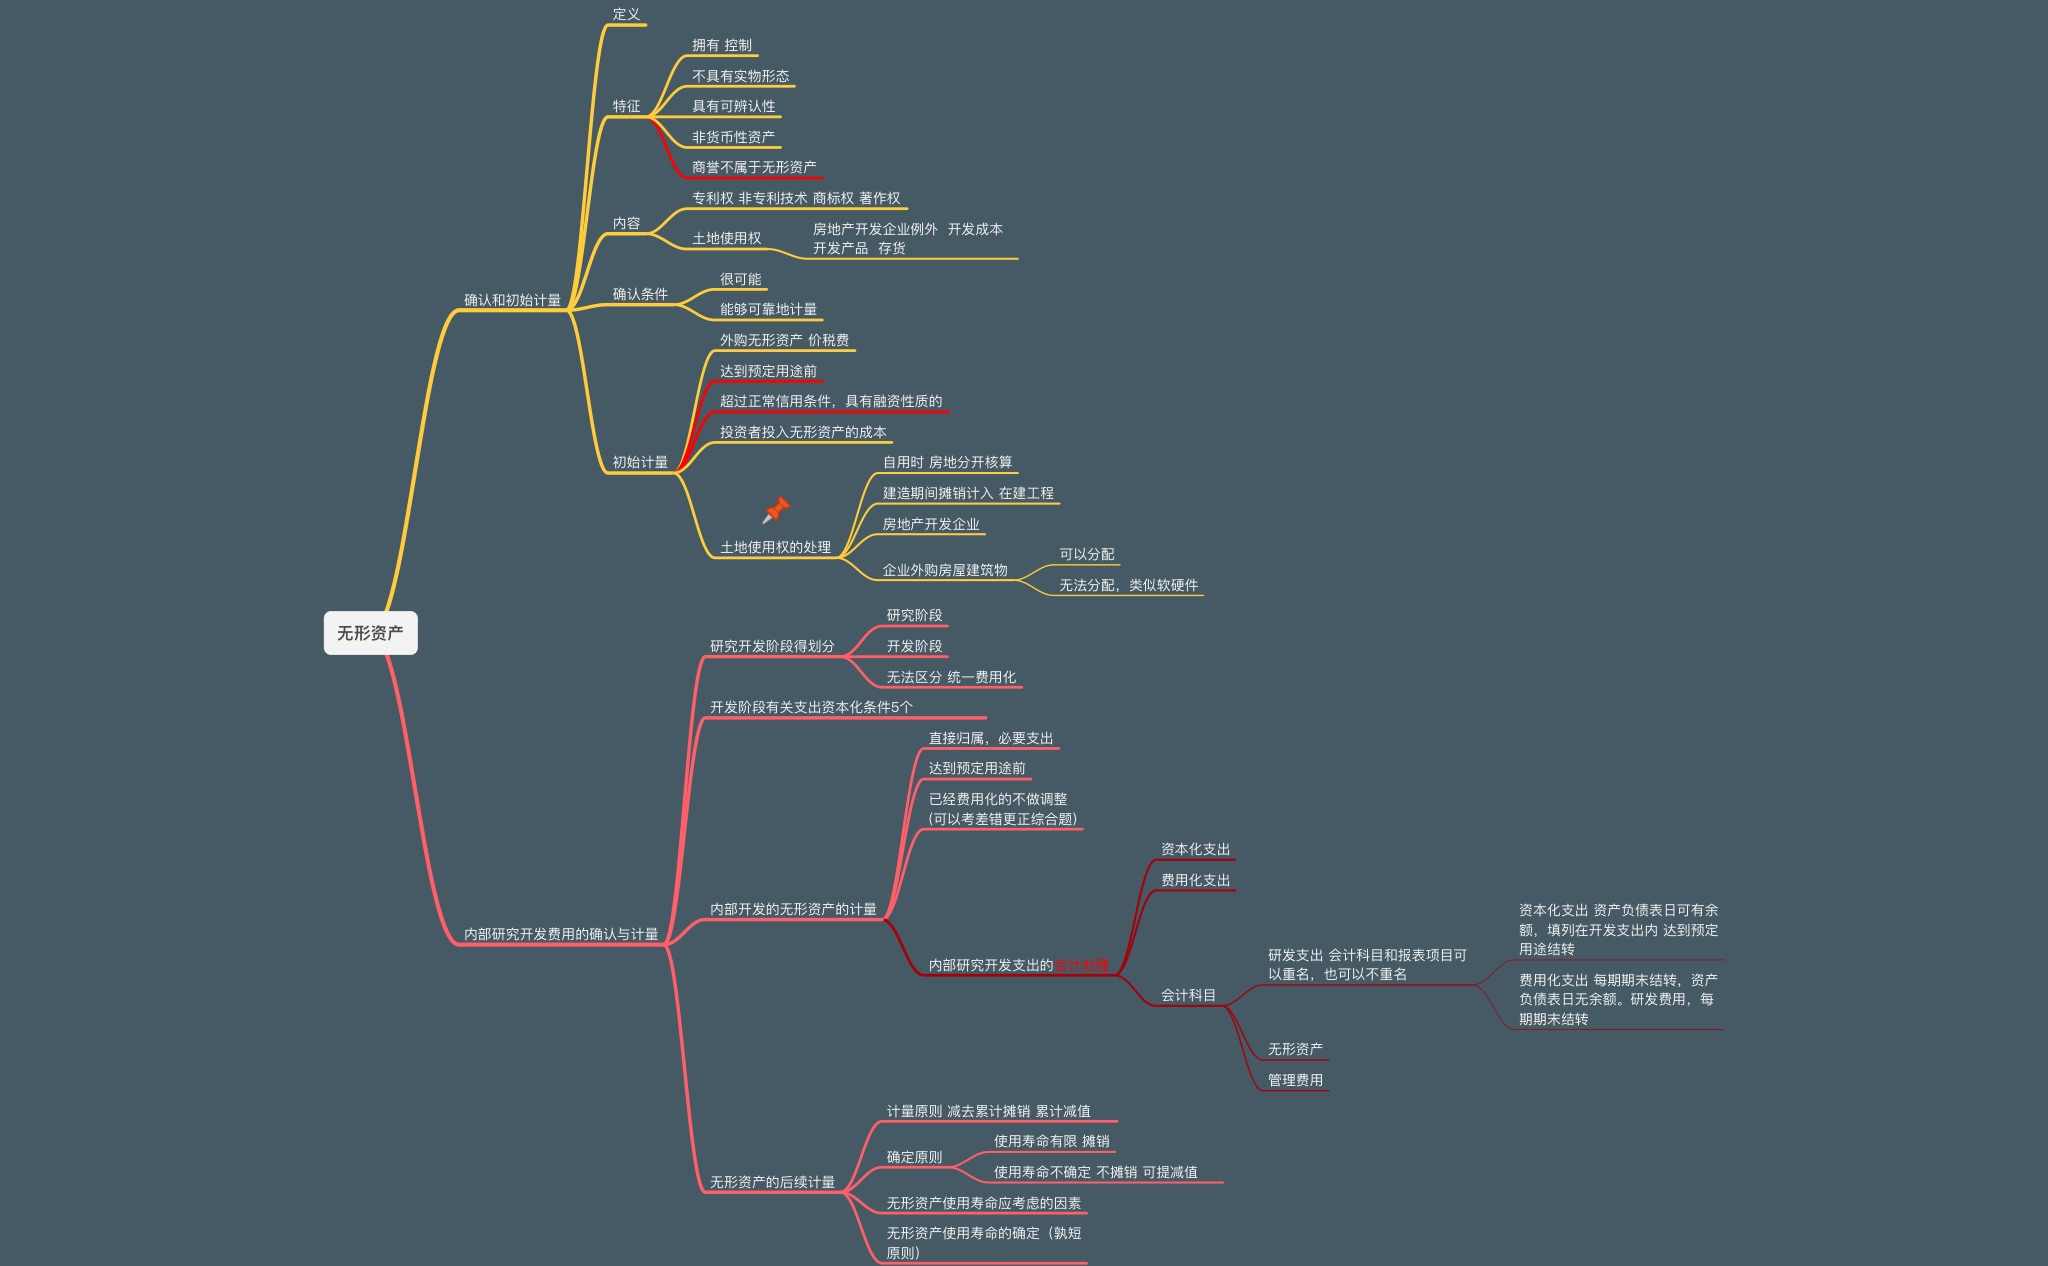 无形资产
确认和初始计量
定义
特征
拥有 控制
不具有实物形态
具有可辨认性
非货币性资产
商誉不属于无形资产
内容
专利权 非专利技术 商标权 著作权
土地使用权
房地产开发企业例外 开发成本
开发产品 存货
确认条件
很可能
能够可靠地计量
初始计量
外购无形资产 价税费
达到预定用途前
超过正常信用条件，具有融资性质的
投资者投入无形资产的成本
土地使用权的处理
自用时 房地分开核算
建造期间摊销计入 在建工程
房地产开发企业
企业外购房屋建筑物
可以分配
无法分配，类似软硬件
内部研究开发费用的确认与计量
研究开发阶段得划分
研究阶段
开发阶段
无法区分 统一费用化
开发阶段有关支出资本化条件5个
内部开发的无形资产的计量
直接归属，必要支出
达到预定用途前
已经费用化的不做调整
(可以考差错更正综合题)
内部研究开发支出的会计处理
资本化支出
费用化支出
会计科目
研发支出 会计科目和报表项目可
以重名，也可以不重名
资本化支出 资产负债表日可有余
额，填列在开发支出内 达到预定
用途结转
费用化支出 每期期末结转，资产
负债表日无余额。研发费用，每
期期末结转
无形资产
管理费用
无形资产的后续计量
计量原则 减去累计摊销 累计减值
确定原则
使用寿命有限 摊销
使用寿命不确定 不摊销 可提减值
无形资产使用寿命应考虑的因素
无形资产使用寿命的确定（孰短
原则）